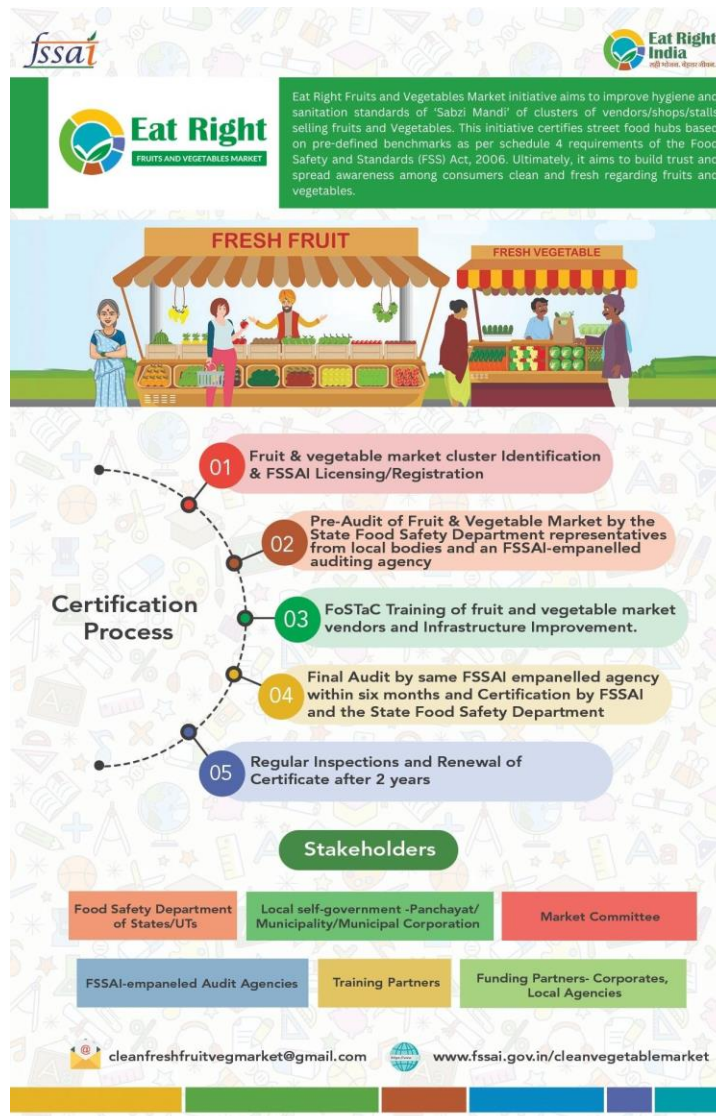 fssai
Eat Right
India
सही भोजन. बेहतर जीवन.
Eat Right
FRUITS AND VEGETABLES MARKET
Eat Right Fruits and Vegetables Market initiative aims to improve hygiene and
sanitation standards of ‘Sabzi Mandi’ of clusters of vendors/shops/stalls
selling fruits and Vegetables. This initiative certifies street food hubs based
on pre-defined benchmarks as per schedule 4 requirements of the Food
Safety and Standards (FSS) Act, 2006. Ultimately, it aims to build trust and
spread awareness among consumers clean and fresh regarding fruits and
vegetables.
FRESH FRUIT
FRESH VEGETABLE
Certification
Process
01
Fruit & vegetable market cluster Identification
& FSSAI Licensing/Registration
02
Pre-Audit of Fruit & Vegetable Market by the
State Food Safety Department representatives
from local bodies and an FSSAI-empanelled
auditing agency
03
FoSTaC Training of fruit and vegetable market
vendors and Infrastructure Improvement.
04
Final Audit by same FSSAI empanelled agency
within six months and Certification by FSSAI
and the State Food Safety Department
05
Regular Inspections and Renewal of
Certificate after 2 years
Stakeholders
Food Safety Department
of States/UTs
Local self-government -Panchayat/
Municipality/Municipal Corporation
Market Committee
FSSAI-empaneled Audit Agencies
Training Partners
Funding Partners- Corporates,
Local Agencies
@
cleanfreshfruitvegmarket@gmail.com
www.fssai.gov.in/cleanvegetablemarket